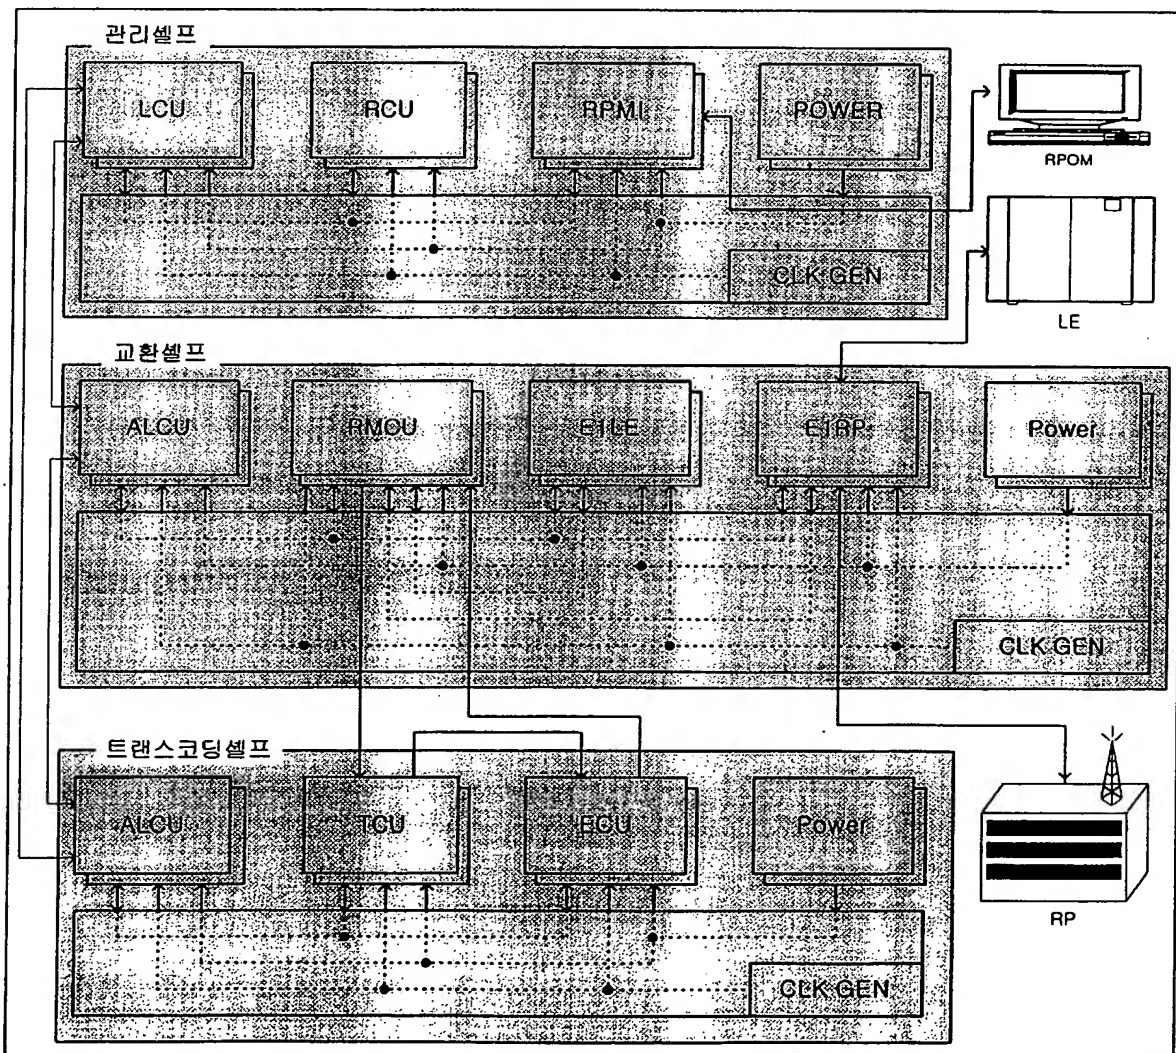 관리셀프
LCU
RCU
RPMI
POWER
RPOM
CLK GEN
LE
교환셀프
ALCU
RMCU
E1LE
E1RP
Power
CLK GEN
트랜스코딩셀프
ALCU
TCU
ECU
Power
RP
CLK GEN